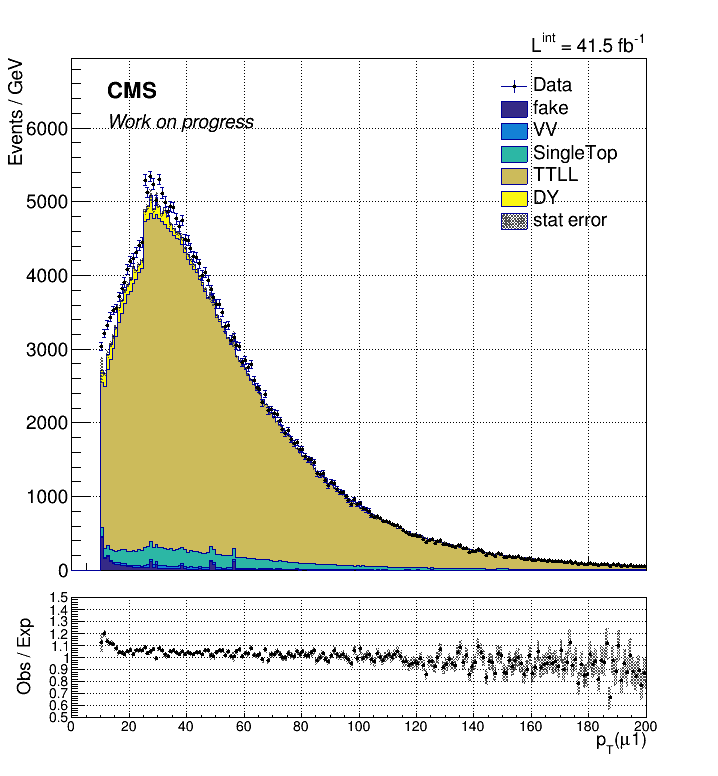 L^int = 41.5 fb^-1
Events / GeV
CMS
Work on progress
Data
fake
VV
SingleTop
TTLL
DY
stat error
6000
5000
4000
3000
2000
1000
0
Obs / Exp
1.5
1.4
1.3
1.2
1.1
1
0.9
0.8
0.7
0.6
0.5
0 20 40 60 80 100 120 140 160 180 200
p_T(μ1)